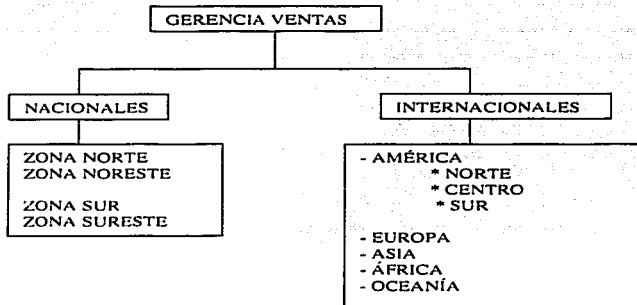 GERENCIA VENTAS
NACIONALES
ZONA NORTE
ZONA NORESTE
ZONA SUR
ZONA SURESTE
INTERNACIONALES
- AMÉRICA
* NORTE
* CENTRO
* SUR
- EUROPA
- ASIA
- ÁFRICA
- OCEANÍA